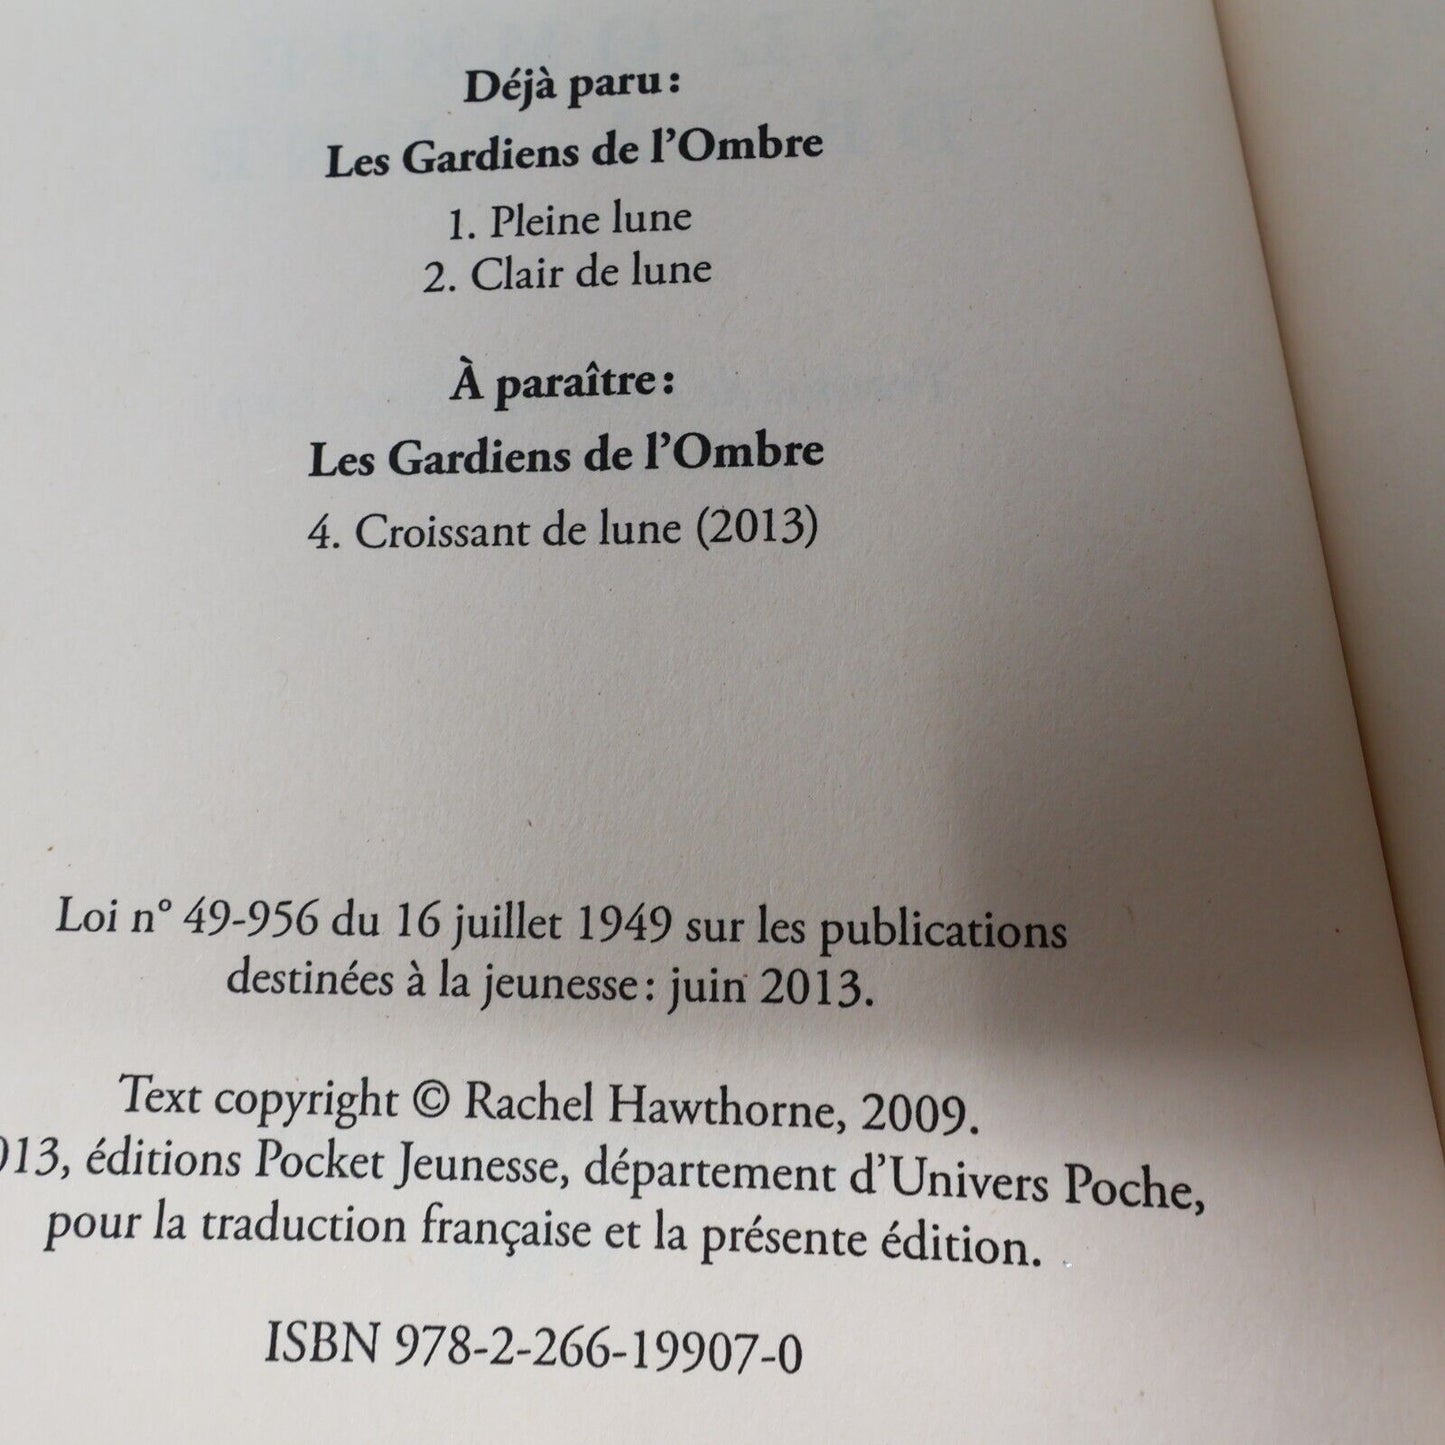 Déjà paru :
Les Gardiens de l’Ombre
1. Pleine lune
2. Clair de lune
À paraître :
Les Gardiens de l’Ombre
4. Croissant de lune (2013)
Loi n° 49-956 du 16 juillet 1949 sur les publications
destinées à la jeunesse : juin 2013.
Text copyright © Rachel Hawthorne, 2009.
013, éditions Pocket Jeunesse, département d’Univers Poche,
pour la traduction française et la présente édition.
ISBN 978-2-266-19907-0